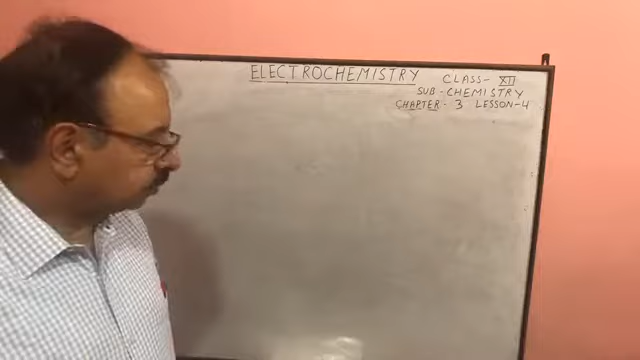 ELECTROCHEMISTRY
CLASS- XII
SUB-CHEMISTRY
CHAPTER-3 LESSON-4